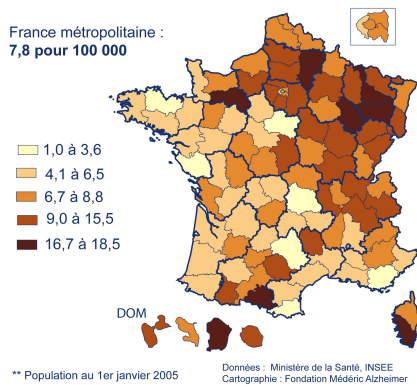 France métropolitaine :
7,8 pour 100 000
1,0 à 3,6
4,1 à 6,5
6,7 à 8,8
9,0 à 15,5
16,7 à 18,5
DOM
** Population au 1er janvier 2005
Données : Ministère de la Santé, INSEE
Cartographie : Fondation Médéric Alzheimer